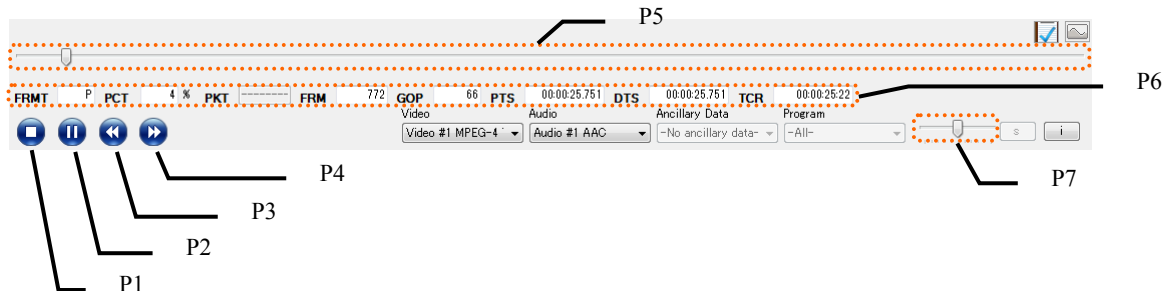 P5
FRMT P PCT 4 % PKT -------- FRM 772 GOP 66 PTS 00:00:25.751 DTS 00:00:25.751 TCR 00:00:25:22
P6
Video Audio Ancillary Data Program
Video #1 MPEG-4 Audio #1 AAC -No ancillary data- -All- s i
P4
P7
P3
P2
P1